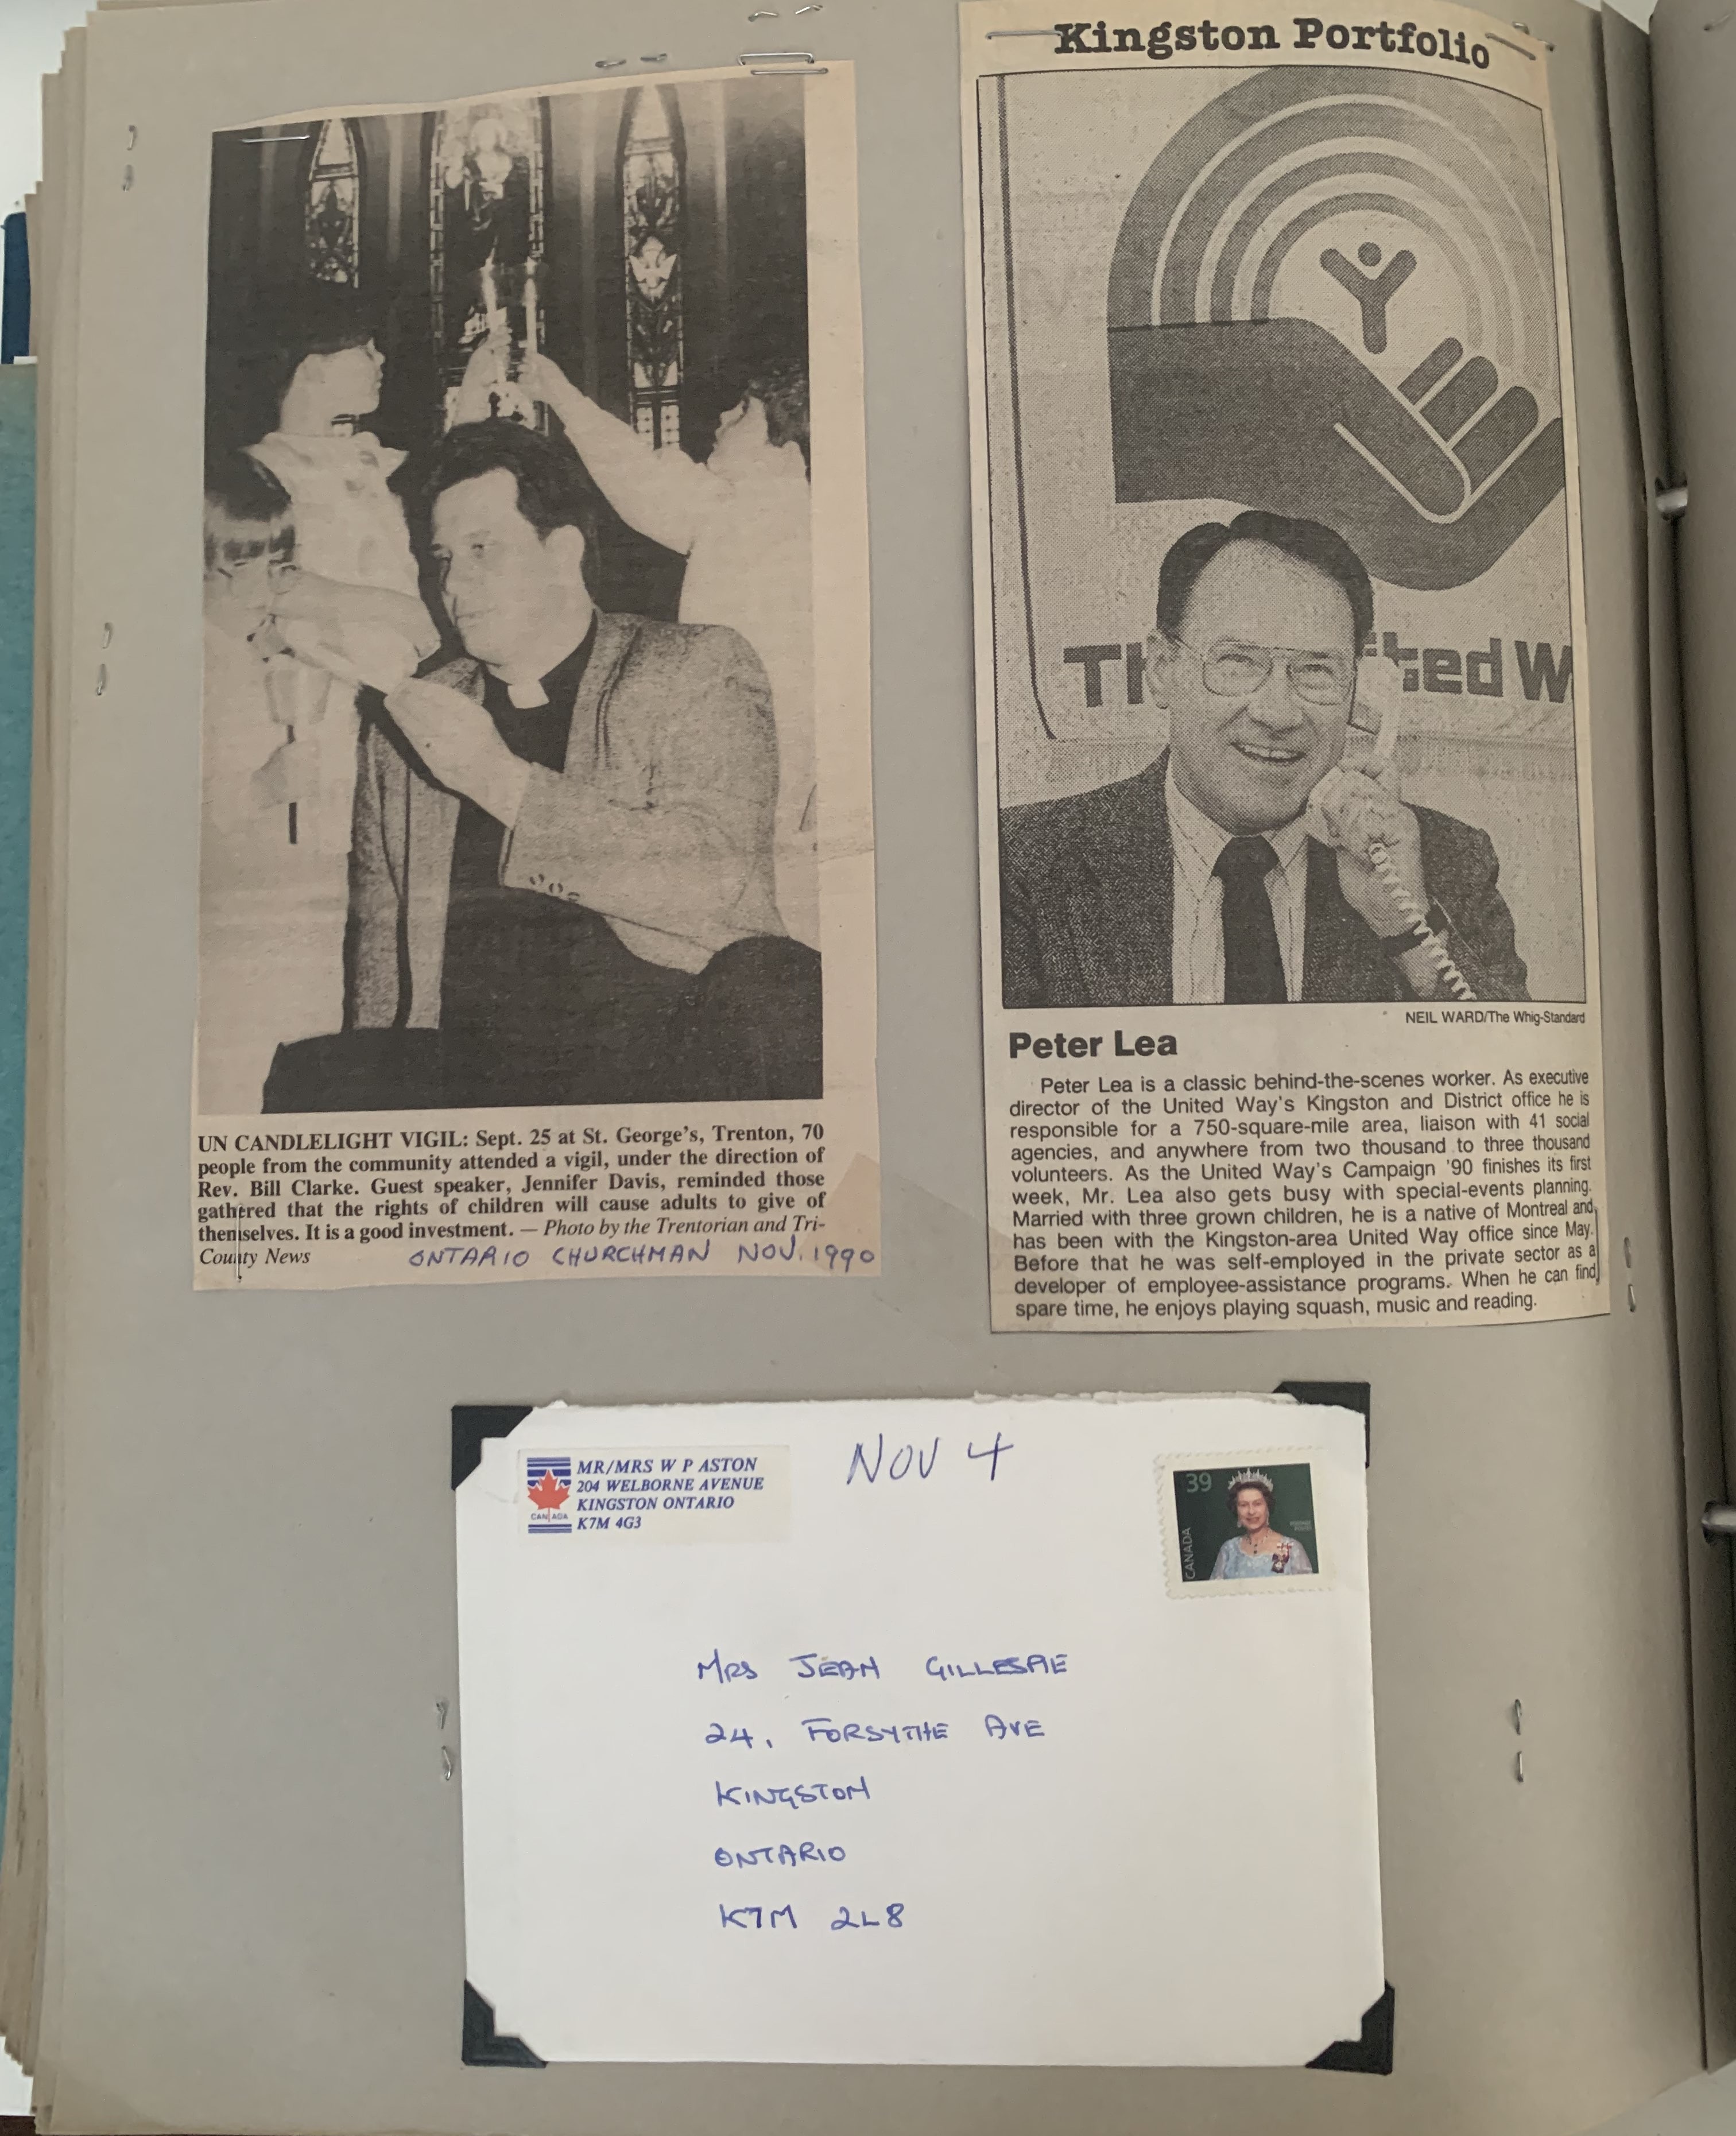 UN CANDLELIGHT VIGIL: Sept. 25 at St. George's, Trenton, 70
people from the community attended a vigil, under the direction of
Rev. Bill Clarke. Guest speaker, Jennifer Davis, reminded those
gathered that the rights of children will cause adults to give of
themselves. It is a good investment. — Photo by the Trentorian and Tri-
County News
ONTARIO CHURCHMAN NOV. 1990
Kingston Portfolio
Th ited W
NEIL WARD/The Whig-Standard
Peter Lea
Peter Lea is a classic behind-the-scenes worker. As executive
director of the United Way's Kingston and District office he is
responsible for a 750-square-mile area, liaison with 41 social
agencies, and anywhere from two thousand to three thousand
volunteers. As the United Way's Campaign '90 finishes its first
week, Mr. Lea also gets busy with special-events planning.
Married with three grown children, he is a native of Montreal and
has been with the Kingston-area United Way office since May.
Before that he was self-employed in the private sector as a
developer of employee-assistance programs. When he can find
spare time, he enjoys playing squash, music and reading.
MR/MRS W P ASTON
204 WELBORNE AVENUE
KINGSTON ONTARIO
K7M 4G3
CANADA
NOV 4
39
CANADA
MRS JEAN GILLESPIE
24, FORSYTHE AVE
KINGSTON
ONTARIO
K7M 2L8